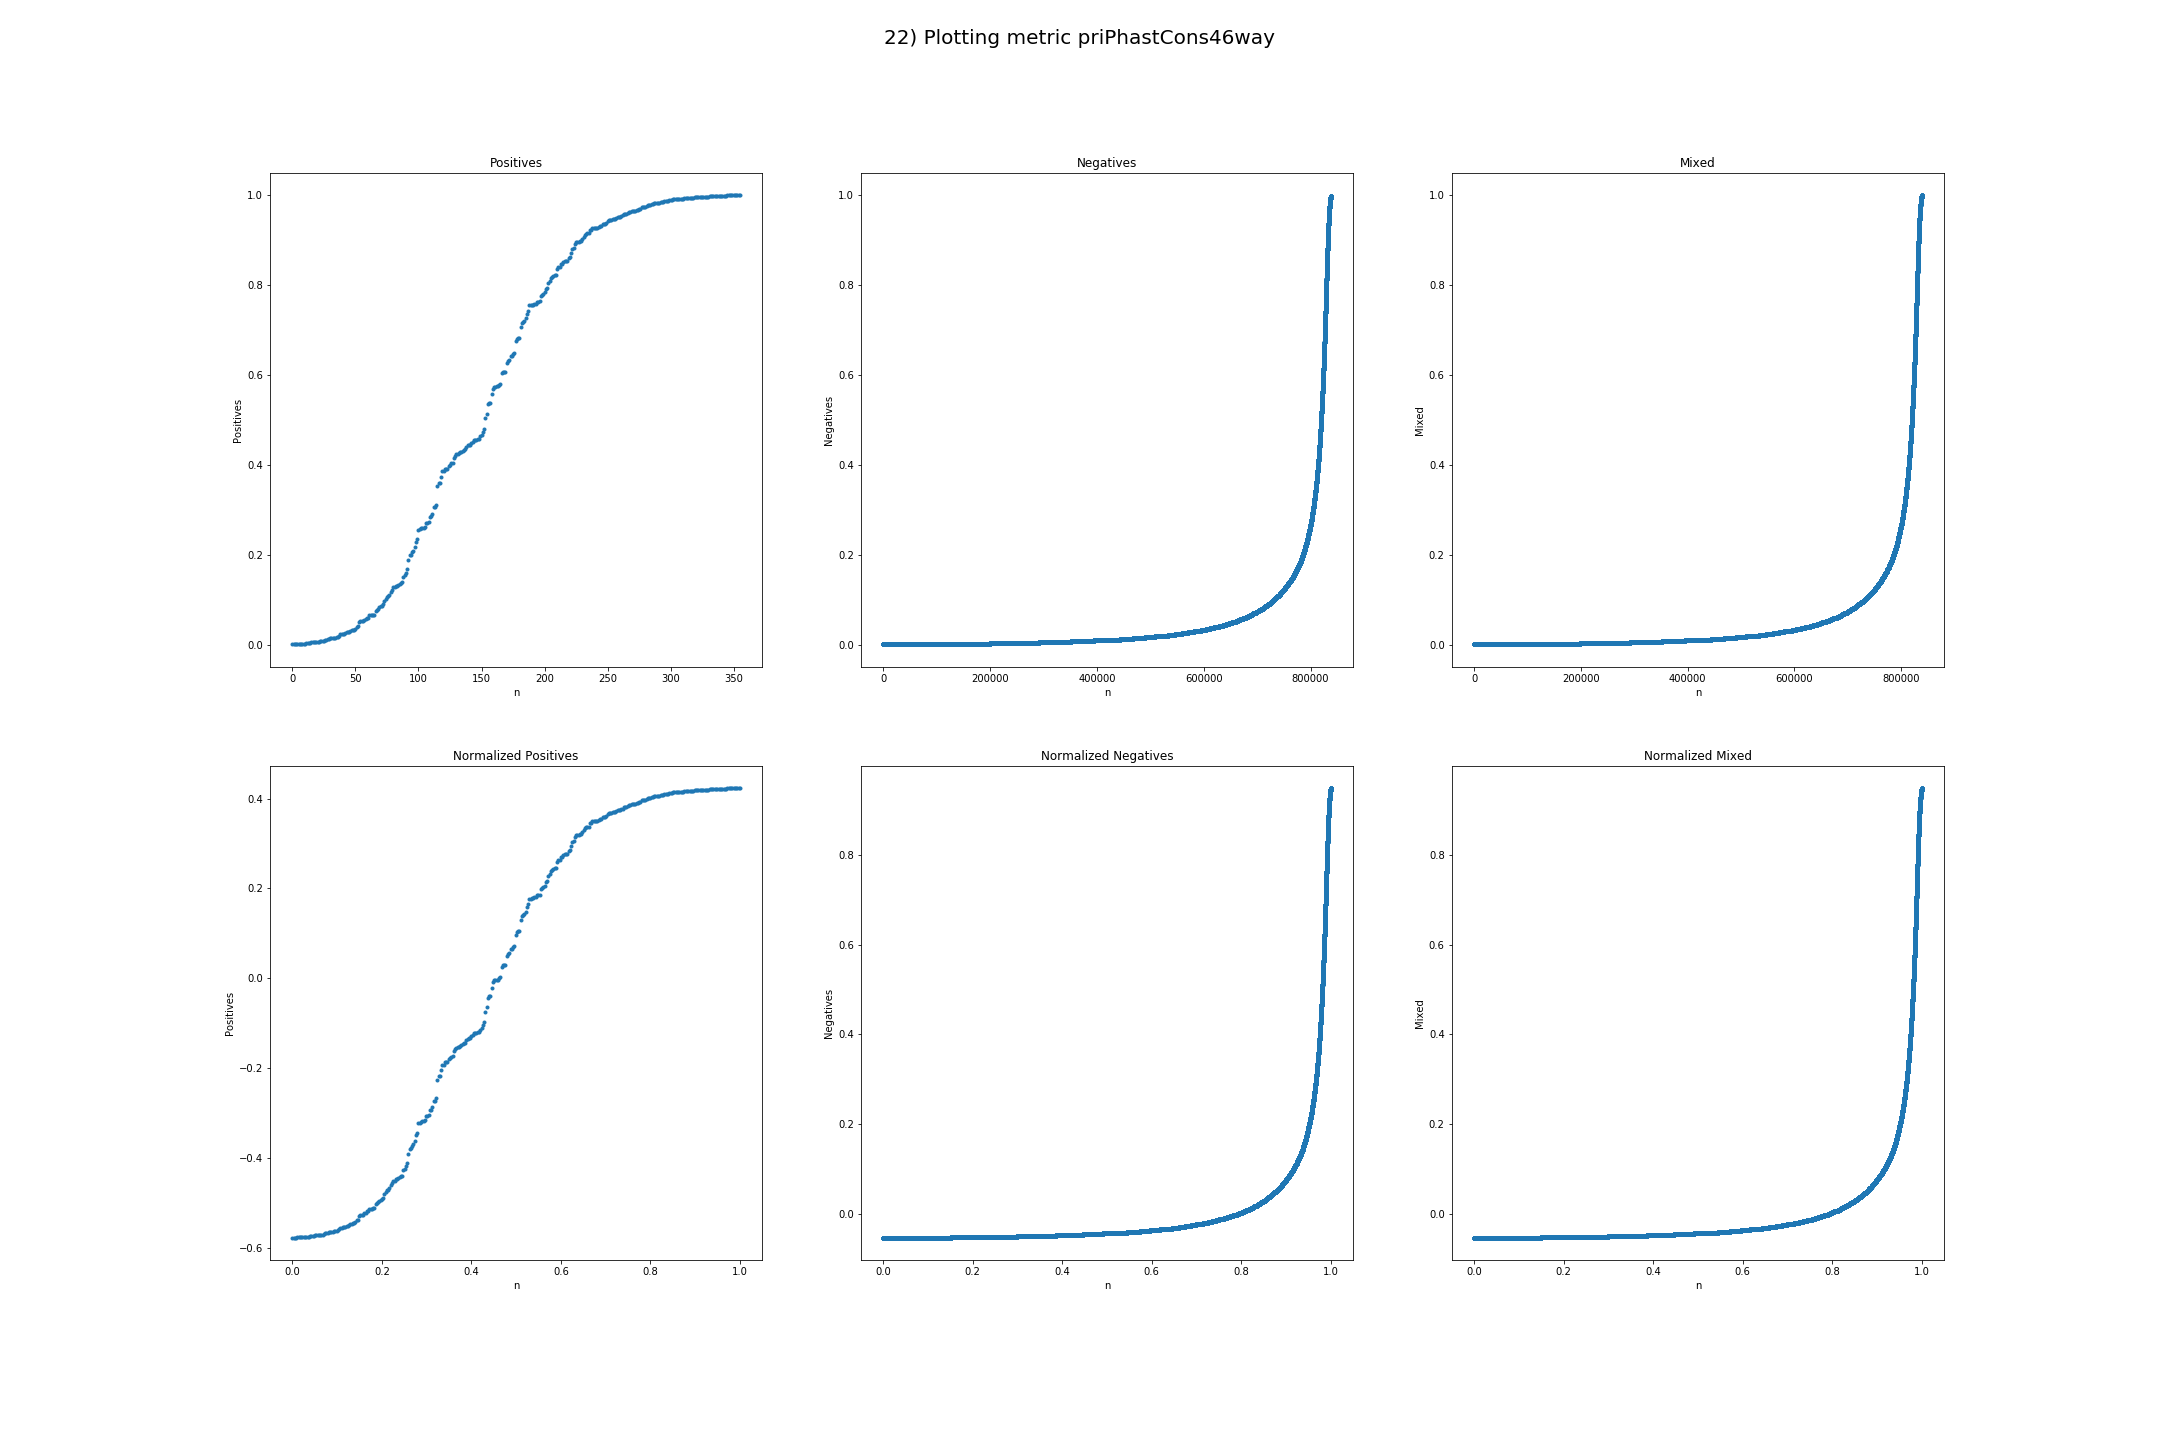 22) Plotting metric priPhastCons46way
Positives
Positives
1.0
0.8
0.6
0.4
0.2
0.0
0 50 100 150 200 250 300 350
n
Negatives
Negatives
1.0
0.8
0.6
0.4
0.2
0.0
0 200000 400000 600000 800000
n
Mixed
Mixed
1.0
0.8
0.6
0.4
0.2
0.0
0 200000 400000 600000 800000
n
Normalized Positives
Positives
0.4
0.2
0.0
−0.2
−0.4
−0.6
0.0 0.2 0.4 0.6 0.8 1.0
n
Normalized Negatives
Negatives
0.8
0.6
0.4
0.2
0.0
0.0 0.2 0.4 0.6 0.8 1.0
n
Normalized Mixed
Mixed
0.8
0.6
0.4
0.2
0.0
0.0 0.2 0.4 0.6 0.8 1.0
n